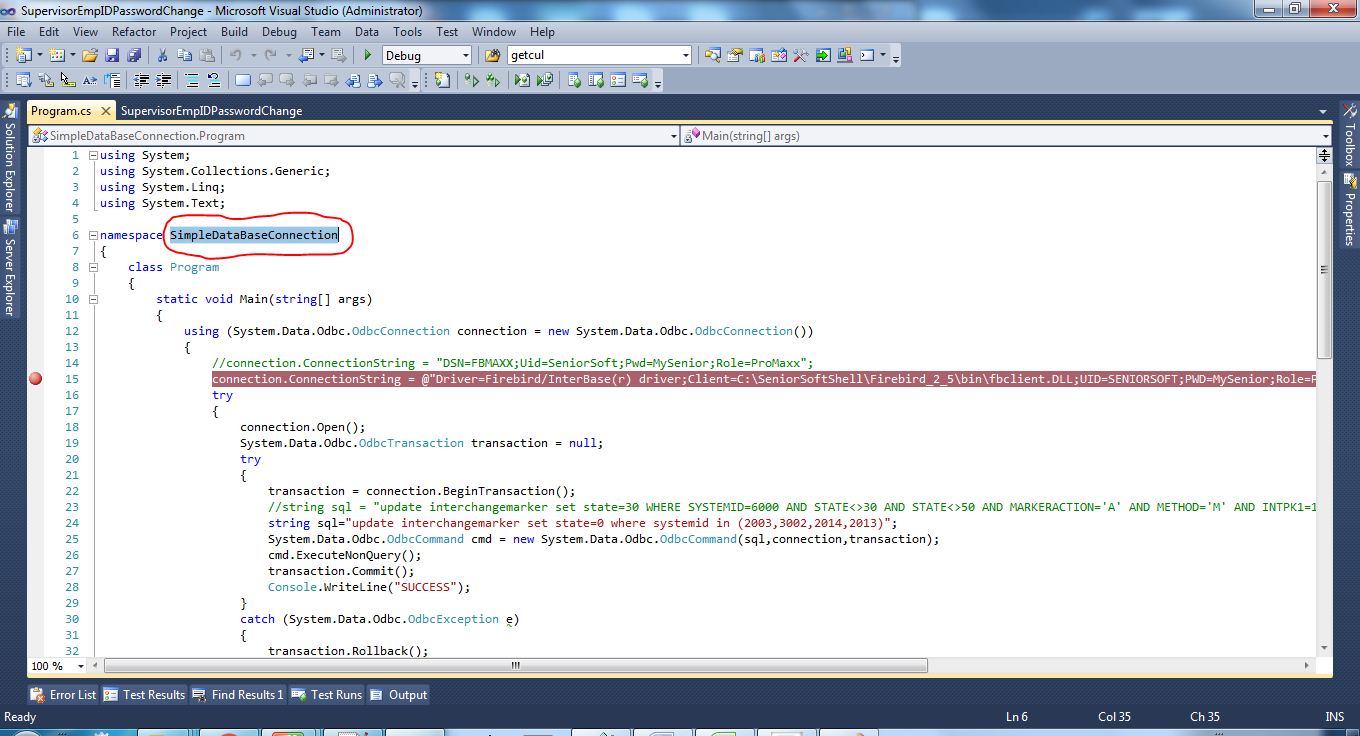 SupervisorEmpIDPasswordChange - Microsoft Visual Studio (Administrator)
File Edit View Refactor Project Build Debug Team Data Tools Test Window Help
Debug getcul
Program.cs SupervisorEmpIDPasswordChange
SimpleDataBaseConnection.Program Main(string[] args)
Solution Explorer
Server Explorer
Toolbox
Properties
1 using System;
2 using System.Collections.Generic;
3 using System.Linq;
4 using System.Text;
5
6 namespace SimpleDataBaseConnection
7 {
8 class Program
9 {
10 static void Main(string[] args)
11 {
12 using (System.Data.Odbc.OdbcConnection connection = new System.Data.Odbc.OdbcConnection())
13 {
14 //connection.ConnectionString = "DSN=FBMAXX;Uid=SeniorSoft;Pwd=MySenior;Role=ProMaxx";
15 connection.ConnectionString = @"Driver=Firebird/InterBase(r) driver;Client=C:\SeniorSoftShell\Firebird_2_5\bin\fbclient.DLL;UID=SENIORSOFT;PWD=MySenior;Role=P
16 try
17 {
18 connection.Open();
19 System.Data.Odbc.OdbcTransaction transaction = null;
20 try
21 {
22 transaction = connection.BeginTransaction();
23 //string sql = "update interchangemarker set state=30 WHERE SYSTEMID=6000 AND STATE<>30 AND STATE<>50 AND MARKERACTION='A' AND METHOD='M' AND INTPK1=1
24 string sql="update interchangemarker set state=0 where systemid in (2003,3002,2014,2013)";
25 System.Data.Odbc.OdbcCommand cmd = new System.Data.Odbc.OdbcCommand(sql,connection,transaction);
26 cmd.ExecuteNonQuery();
27 transaction.Commit();
28 Console.WriteLine("SUCCESS");
29 }
30 catch (System.Data.Odbc.OdbcException e)
31 {
32 transaction.Rollback();
100 %
Error List Test Results Find Results 1 Test Runs Output
Ready Ln 6 Col 35 Ch 35 INS